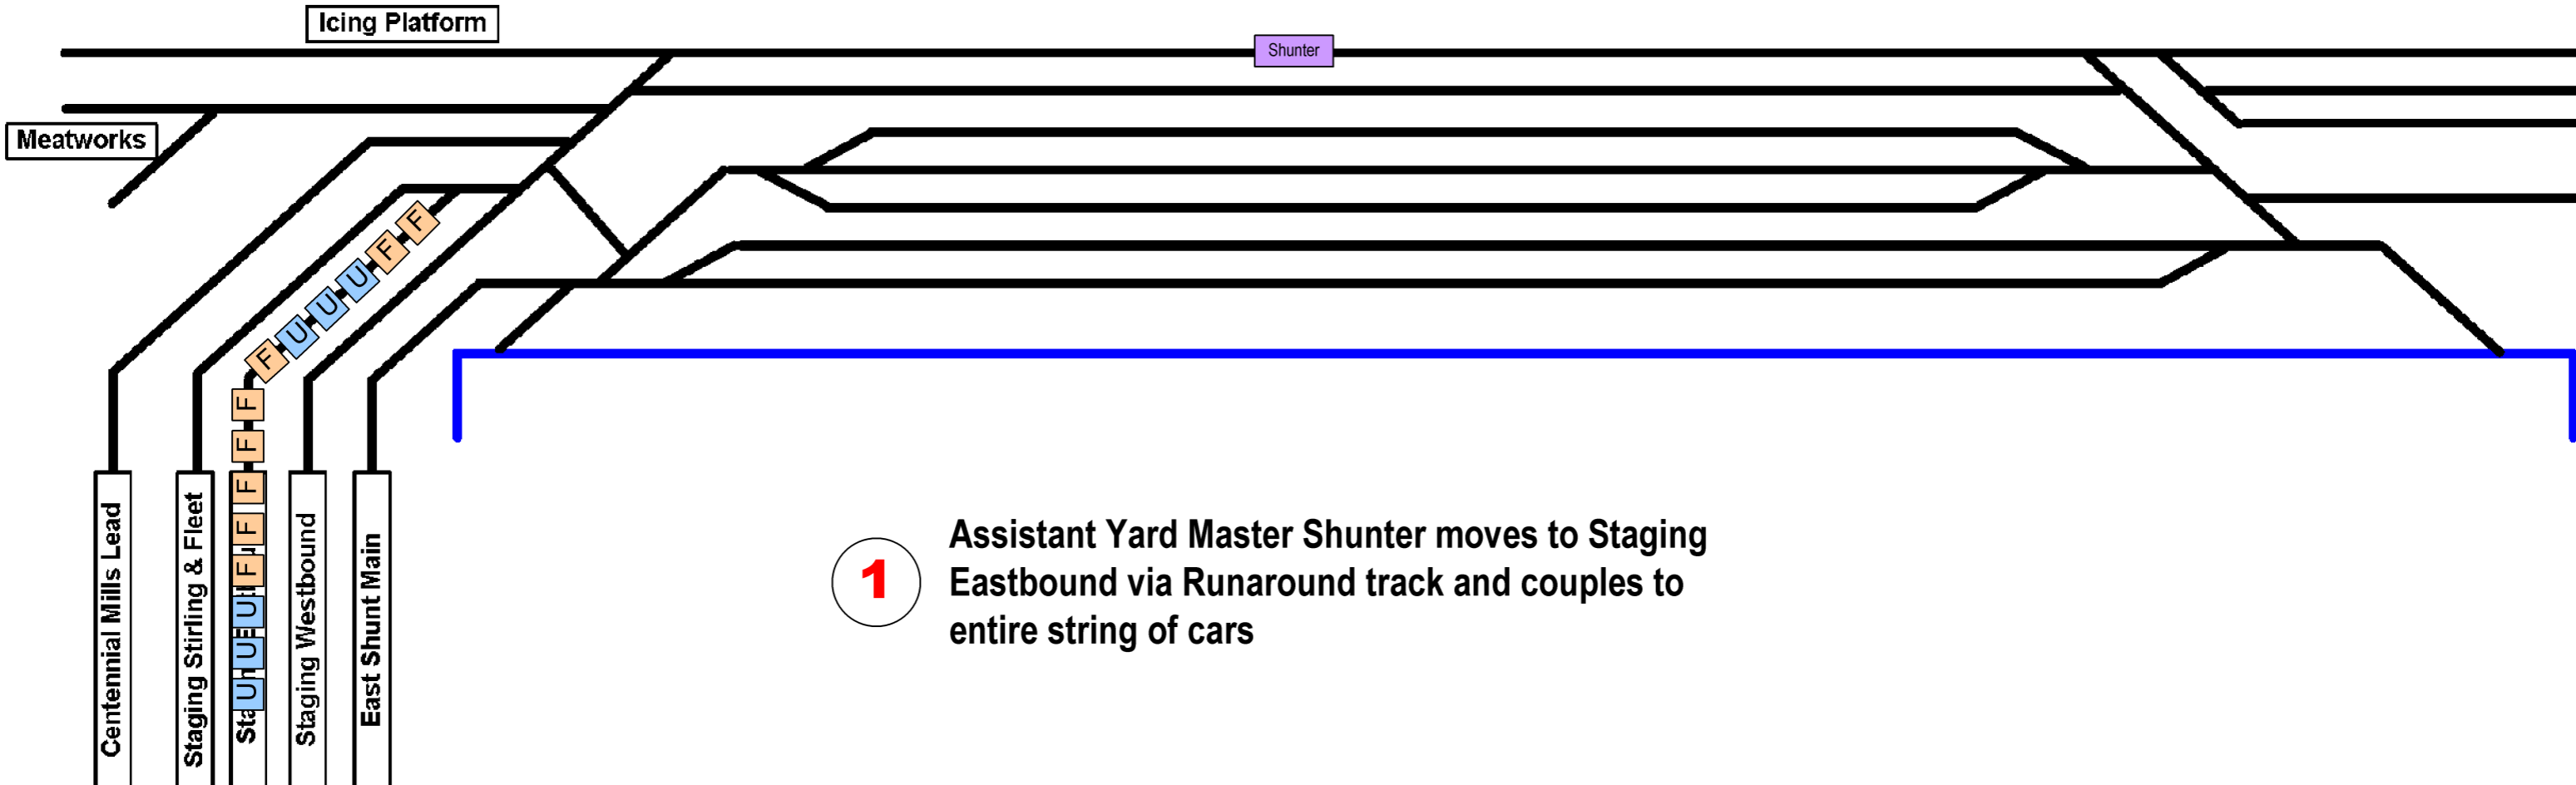 Icing Platform
Shunter
Meatworks
F
F
U
U
U
F
F
F
F
F
F
U
U
U
Centennial Mills Lead
Staging Stirling & Fleet
Staging Westbound
East Shunt Main
1
Assistant Yard Master Shunter moves to Staging
Eastbound via Runaround track and couples to
entire string of cars